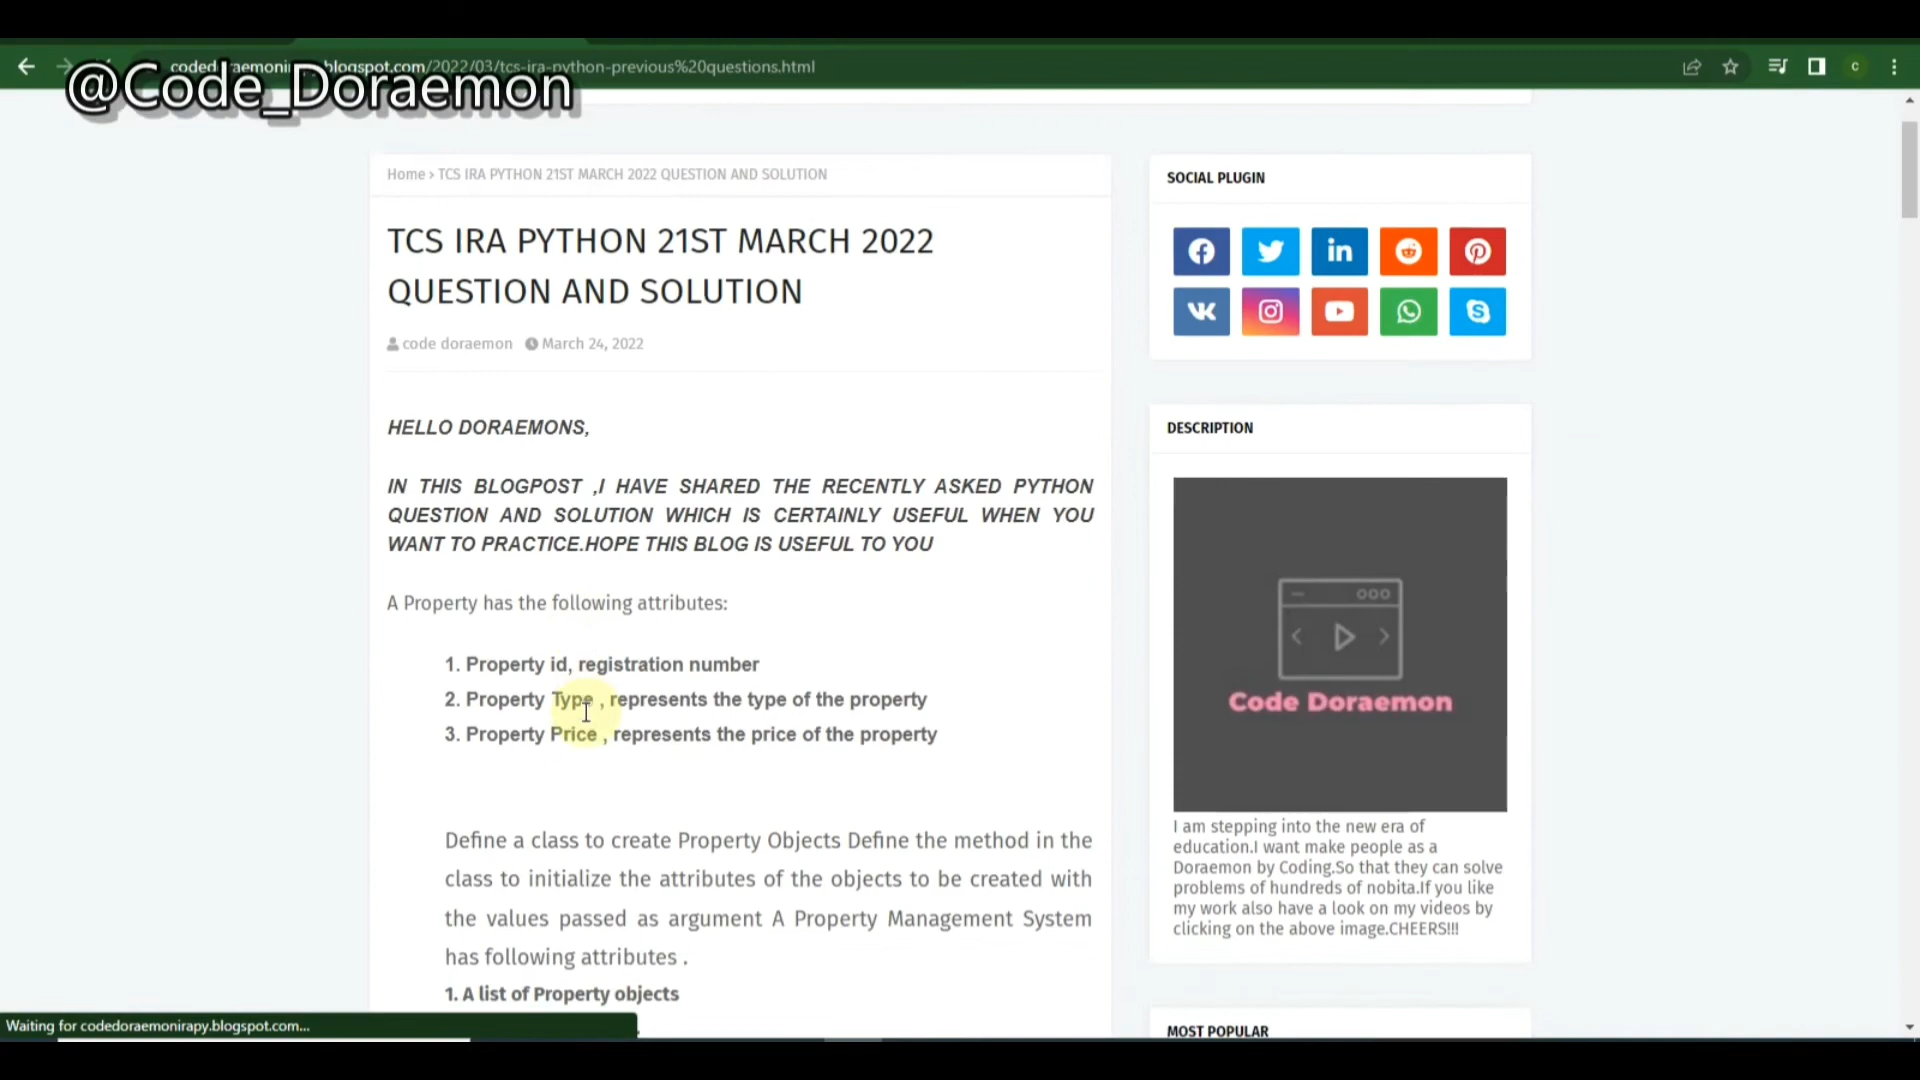 @Code_Doraemon
blogspot.com/2022/03/tcs-ira-python-previous%20questions.html
c
Home › TCS IRA PYTHON 21ST MARCH 2022 QUESTION AND SOLUTION
TCS IRA PYTHON 21ST MARCH 2022
QUESTION AND SOLUTION
code doraemon March 24, 2022
HELLO DORAEMONS,
IN THIS BLOGPOST ,I HAVE SHARED THE RECENTLY ASKED PYTHON
QUESTION AND SOLUTION WHICH IS CERTAINLY USEFUL WHEN YOU
WANT TO PRACTICE.HOPE THIS BLOG IS USEFUL TO YOU
A Property has the following attributes:
1. Property id, registration number
2. Property Type , represents the type of the property
3. Property Price , represents the price of the property
Define a class to create Property Objects Define the method in the
class to initialize the attributes of the objects to be created with
the values passed as argument A Property Management System
has following attributes .
1. A list of Property objects
SOCIAL PLUGIN
DESCRIPTION
Code Doraemon
I am stepping into the new era of
education.I want make people as a
Doraemon by Coding.So that they can solve
problems of hundreds of nobita.If you like
my work also have a look on my videos by
clicking on the above image.CHEERS!!!
MOST POPULAR
Waiting for codedoraemonirapy.blogspot.com...